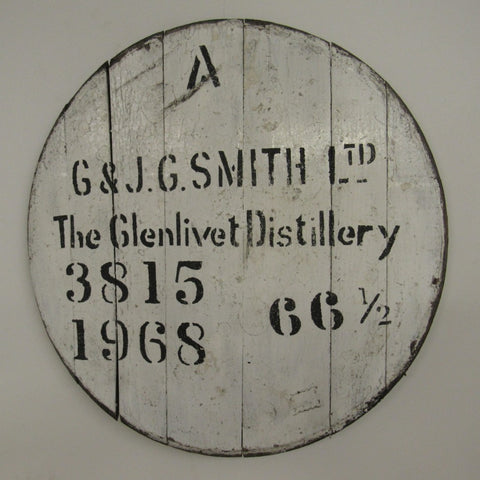 A
G & J. G. SMITH LTD
The Glenlivet Distillery
3815
66 ½
1968